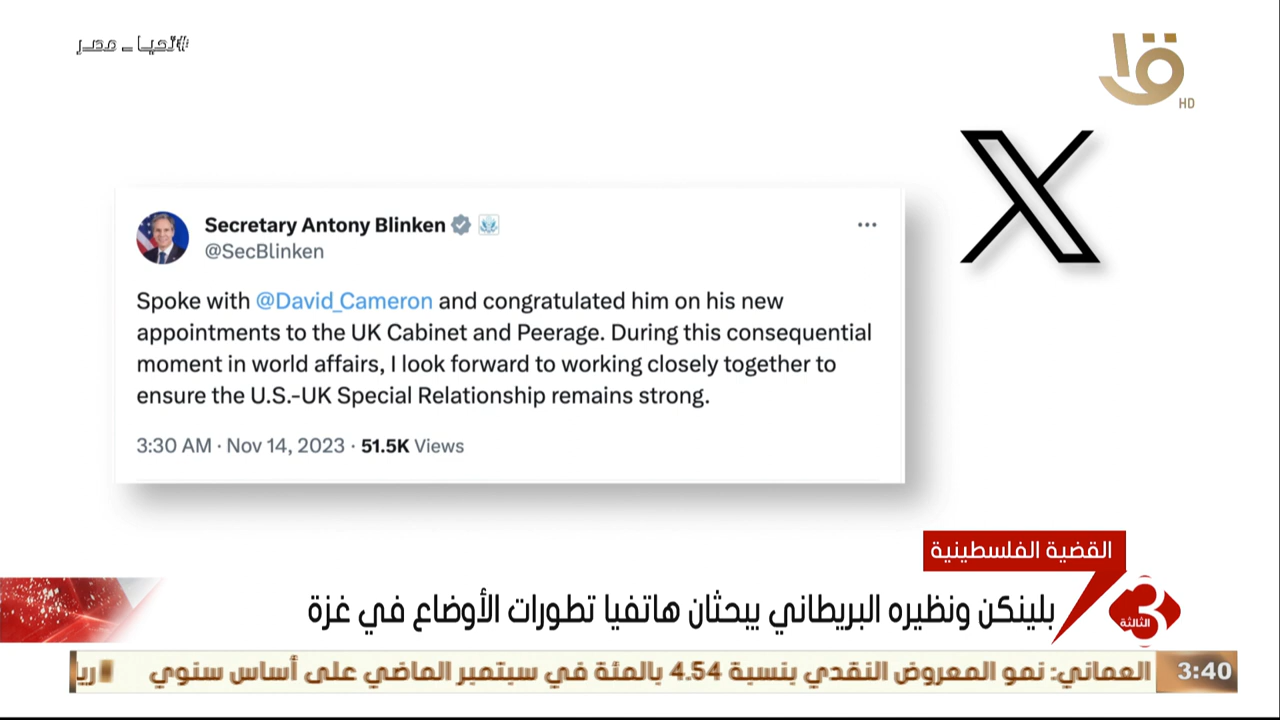 #تحيا_مصر
HD
Secretary Antony Blinken
@SecBlinken
Spoke with @David_Cameron and congratulated him on his new
appointments to the UK Cabinet and Peerage. During this consequential
moment in world affairs, I look forward to working closely together to
ensure the U.S.-UK Special Relationship remains strong.
3:30 AM · Nov 14, 2023 · 51.5K Views
القضية الفلسطينية
بلينكن ونظيره البريطاني يبحثان هاتفيا تطورات الأوضاع في غزة
3 الثالثة
3:40
العماني: نمو المعروض النقدي بنسبة 4.54 بالمئة في سبتمبر الماضي على أساس سنوي